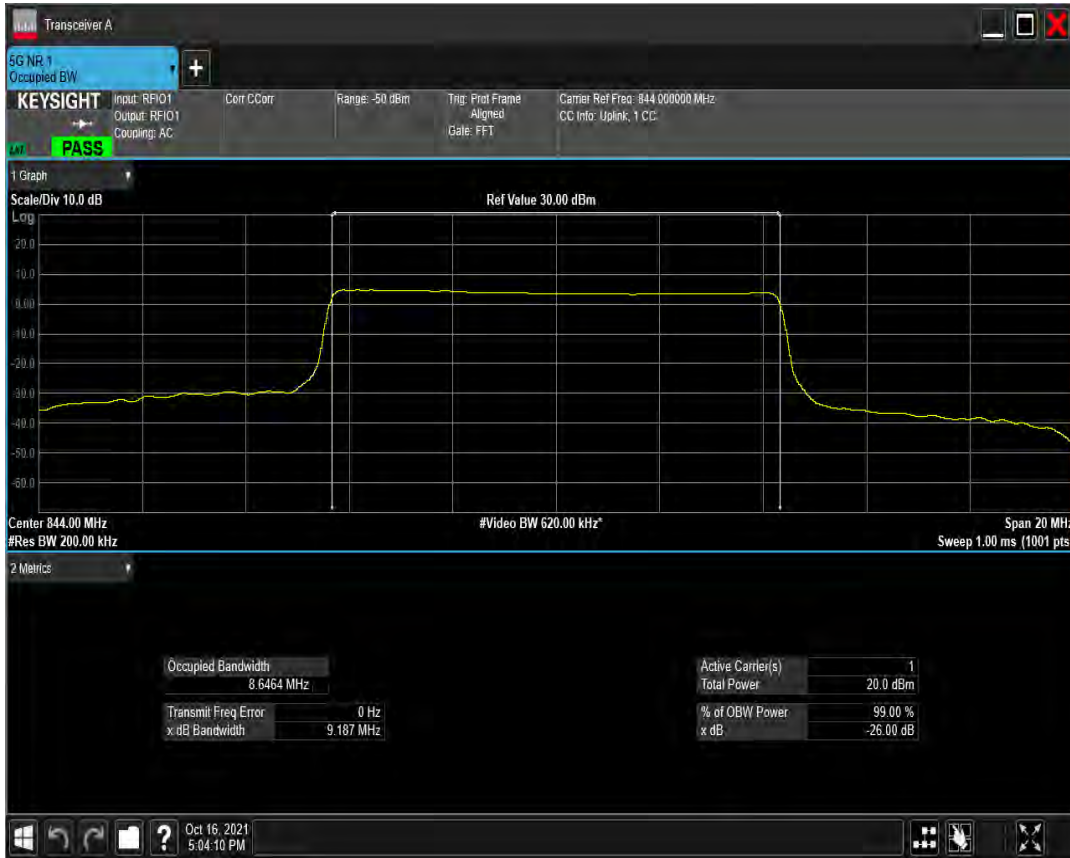 Transceiver A
5G NR 1
Occupied BW
+
KEYSIGHT
Input: RFIO1
Output: RFIO1
Coupling: AC
Corr CCorr
Range: -50 dBm
Trig: Prot Frame
Aligned
Gate: FFT
Carrier Ref Freq: 844.000000 MHz
CC Info: Uplink, 1 CC
PASS
1 Graph
Scale/Div 10.0 dB
Ref Value 30.00 dBm
Log
20.0
10.0
0.00
-10.0
-20.0
-30.0
-40.0
-50.0
-60.0
Center 844.00 MHz
#Video BW 620.00 kHz*
Span 20 MHz
#Res BW 200.00 kHz
Sweep 1.00 ms (1001 pts
2 Metrics
Occupied Bandwidth
8.6464 MHz
Transmit Freq Error 0 Hz
x dB Bandwidth 9.187 MHz
Active Carrier(s) 1
Total Power 20.0 dBm
% of OBW Power 99.00 %
x dB -26.00 dB
?
Oct 16, 2021
5:04:10 PM